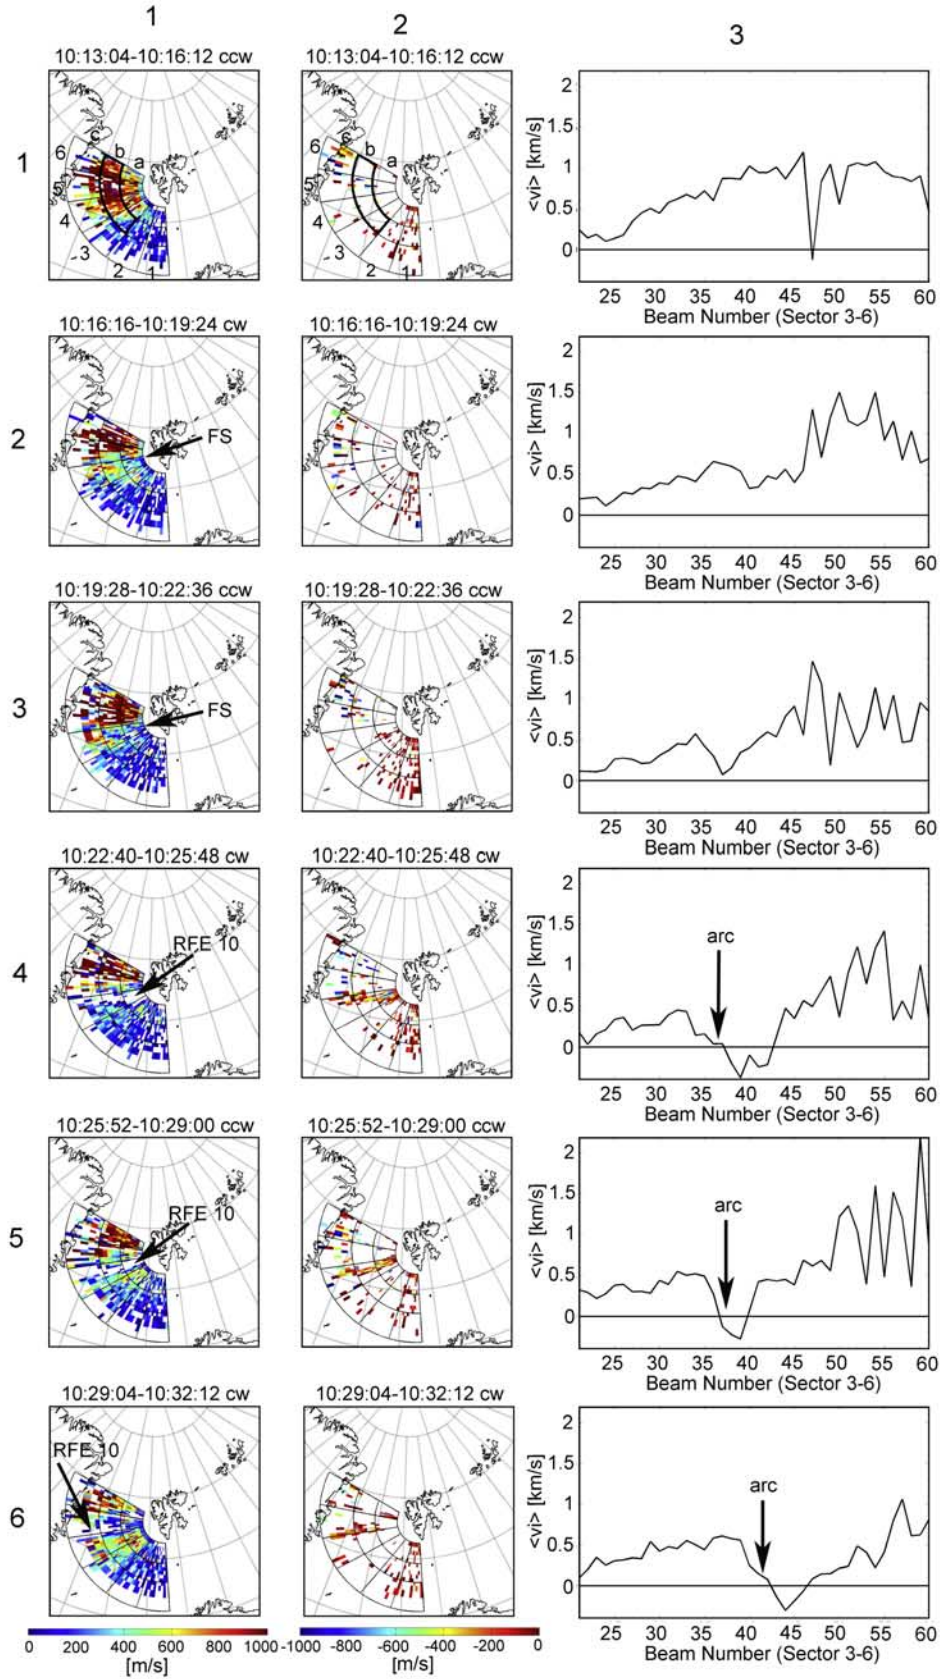 1 2 3
10:13:04-10:16:12 ccw 10:13:04-10:16:12 ccw
1
c b a
6
5
4
3
2
1
c b a
6
5
4
3
2
1
<vi> [km/s]
2
1.5
1
0.5
0
25 30 35 40 45 50 55 60
Beam Number (Sector 3-6)
10:16:16-10:19:24 cw 10:16:16-10:19:24 cw
2
FS
<vi> [km/s]
2
1.5
1
0.5
0
25 30 35 40 45 50 55 60
Beam Number (Sector 3-6)
10:19:28-10:22:36 ccw 10:19:28-10:22:36 ccw
3
FS
<vi> [km/s]
2
1.5
1
0.5
0
25 30 35 40 45 50 55 60
Beam Number (Sector 3-6)
10:22:40-10:25:48 cw 10:22:40-10:25:48 cw
4
RFE 10
arc
<vi> [km/s]
2
1.5
1
0.5
0
25 30 35 40 45 50 55 60
Beam Number (Sector 3-6)
10:25:52-10:29:00 ccw 10:25:52-10:29:00 ccw
5
RFE 10
arc
<vi> [km/s]
2
1.5
1
0.5
0
25 30 35 40 45 50 55 60
Beam Number (Sector 3-6)
10:29:04-10:32:12 cw 10:29:04-10:32:12 cw
6
RFE 10
arc
<vi> [km/s]
2
1.5
1
0.5
0
25 30 35 40 45 50 55 60
Beam Number (Sector 3-6)
0 200 400 600 800 1000
[m/s]
-1000 -800 -600 -400 -200 0
[m/s]